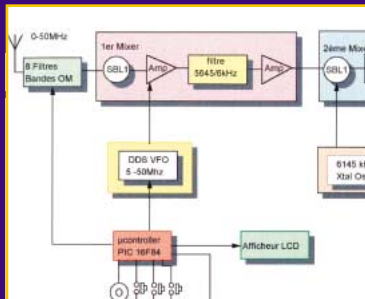 0-50MHz
1er Mixer
2ème Mixe
8 Filtres
Bandes OM
SBL1
Amp
filtre
5645/6kHz
Amp
SBL1
DDS VFO
5 -50Mhz
6145 k
Xtal Os
µcontroller
PIC 16F84
Afficheur LCD